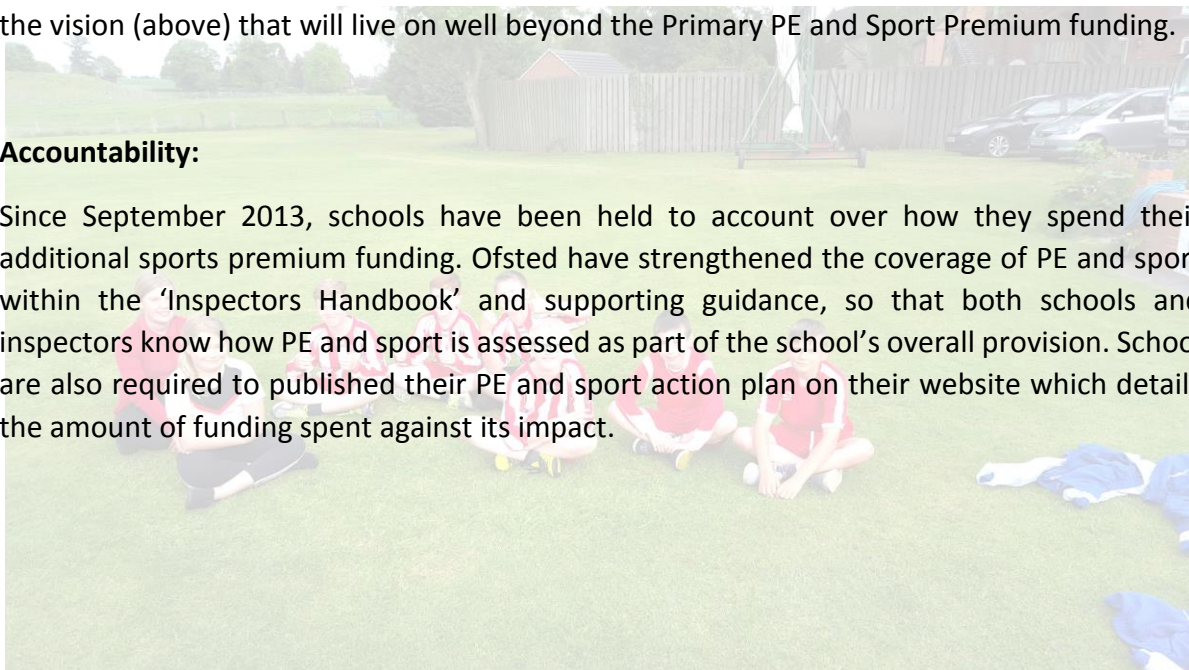 the vision (above) that will live on well beyond the Primary PE and Sport Premium funding.
Accountability:
Since September 2013, schools have been held to account over how they spend thei
additional sports premium funding. Ofsted have strengthened the coverage of PE and spor
within the ‘Inspectors Handbook’ and supporting guidance, so that both schools and
inspectors know how PE and sport is assessed as part of the school’s overall provision. School
are also required to published their PE and sport action plan on their website which detail
the amount of funding spent against its impact.